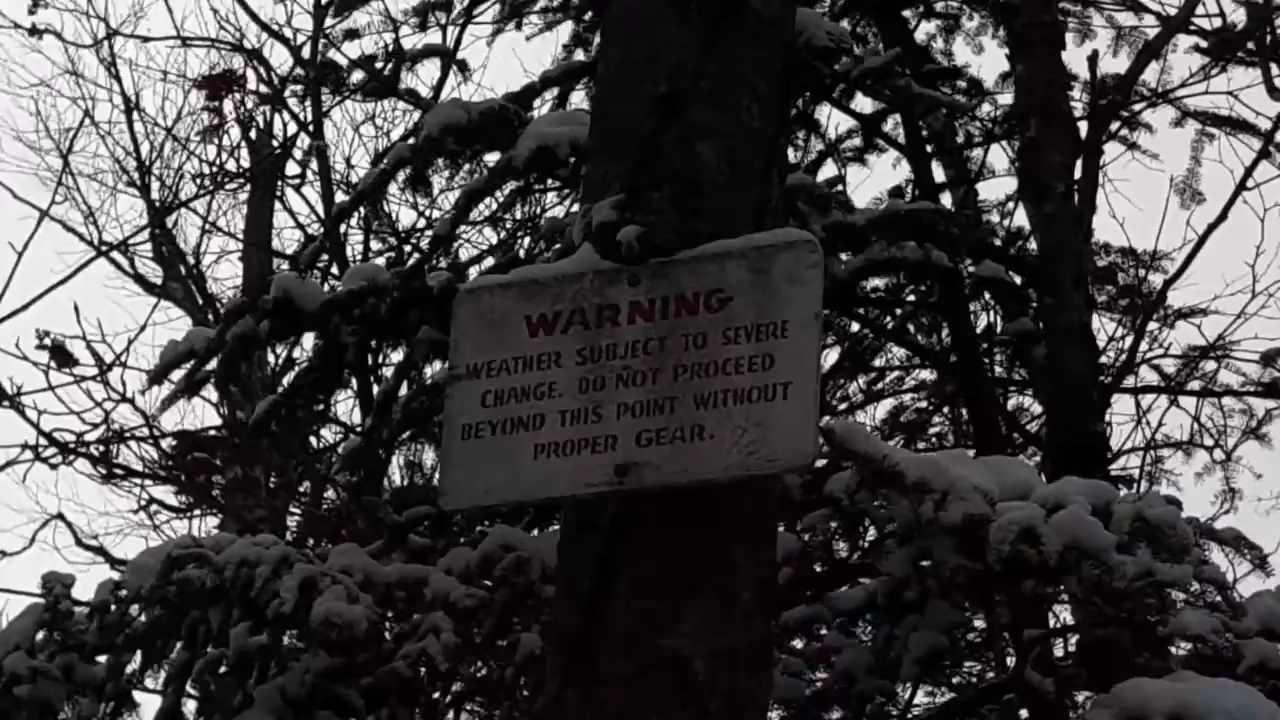 WARNING
WEATHER SUBJECT TO SEVERE
CHANGE. DO NOT PROCEED
BEYOND THIS POINT WITHOUT
PROPER GEAR.